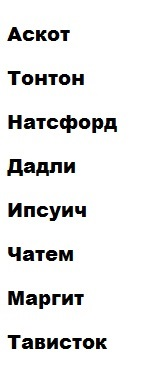 Аскот
Тонтон
Натсфорд
Дадли
Ипсуич
Чатем
Маргит
Тависток